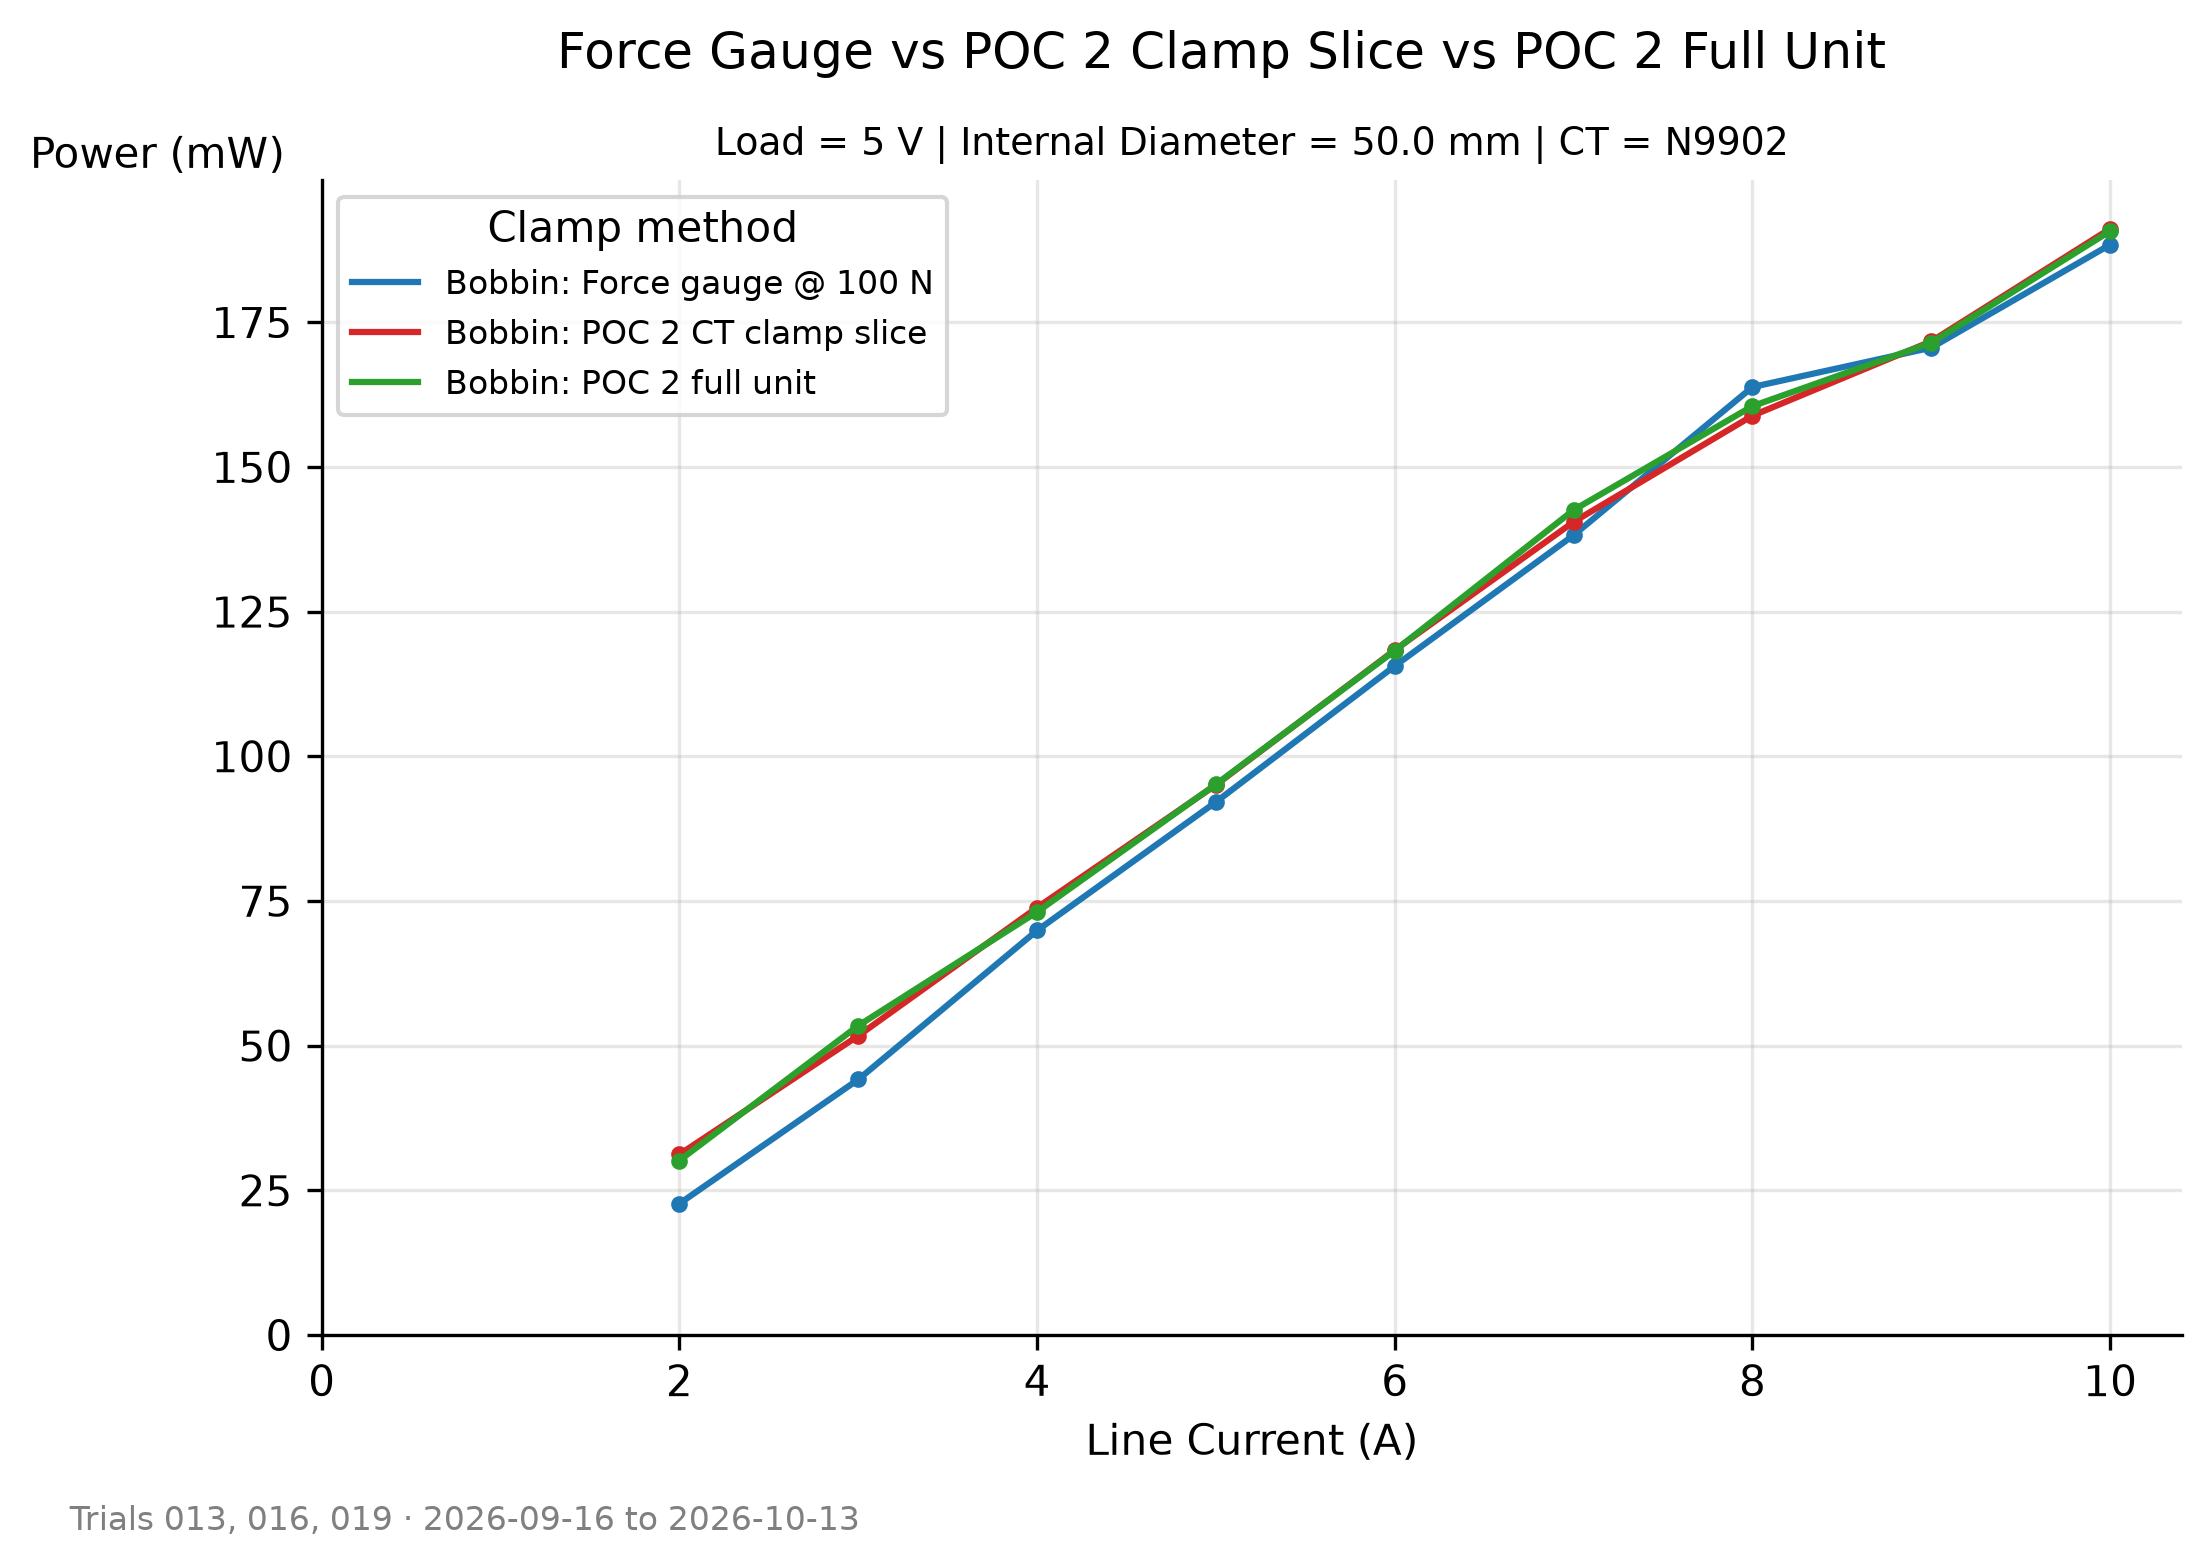 Force Gauge vs POC 2 Clamp Slice vs POC 2 Full Unit
Load = 5 V | Internal Diameter = 50.0 mm | CT = N9902
Power (mW)
Clamp method
Bobbin: Force gauge @ 100 N
Bobbin: POC 2 CT clamp slice
Bobbin: POC 2 full unit
175
150
125
100
75
50
25
0
0 2 4 6 8 10
Line Current (A)
Trials 013, 016, 019 · 2026-09-16 to 2026-10-13